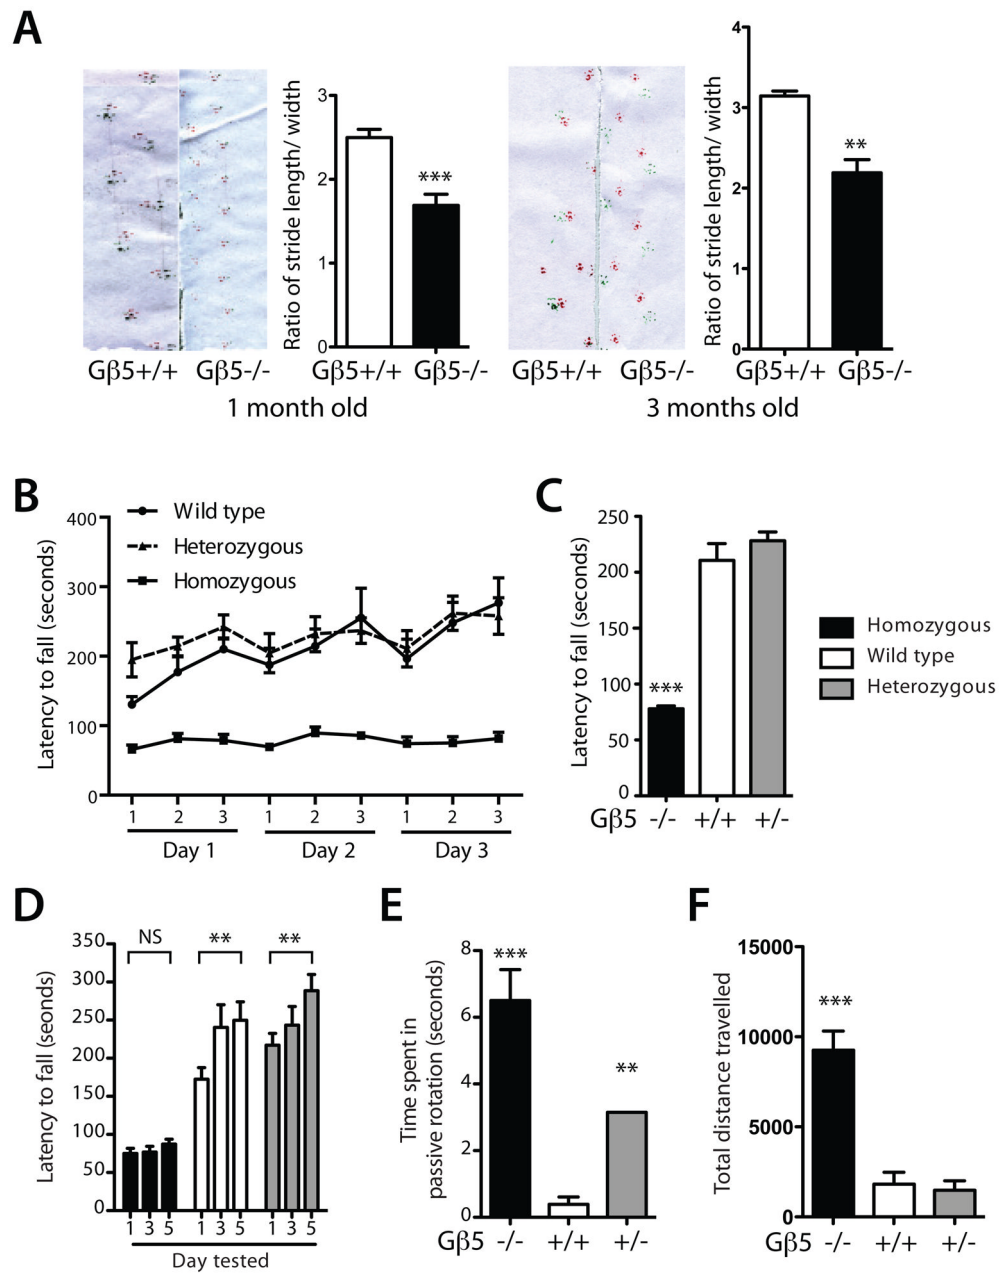 A
Ratio of stride length/ width
3
2
1
0
***
Gβ5+/+ Gβ5-/- Gβ5+/+ Gβ5-/-
1 month old
Ratio of stride length/ width
4
3
2
1
0
**
Gβ5+/+ Gβ5-/- Gβ5+/+ Gβ5-/-
3 months old
B
Wild type
Heterozygous
Homozygous
Latency to fall (seconds)
400
300
200
100
0
1 2 3 1 2 3 1 2 3
Day 1 Day 2 Day 3
C
Latency to fall (seconds)
250
200
150
100
50
0
***
Gβ5 -/- +/+ +/-
Homozygous
Wild type
Heterozygous
D
Latency to fall (seonds)
350
300
250
200
150
100
50
0
NS ** **
1 3 5 1 3 5 1 3 5
Day tested
E
Time spent in
passive rotation (seconds)
8
6
4
2
0
***
**
Gβ5 -/- +/+ +/-
F
Total distance travelled
15000
10000
5000
0
***
Gβ5 -/- +/+ +/-